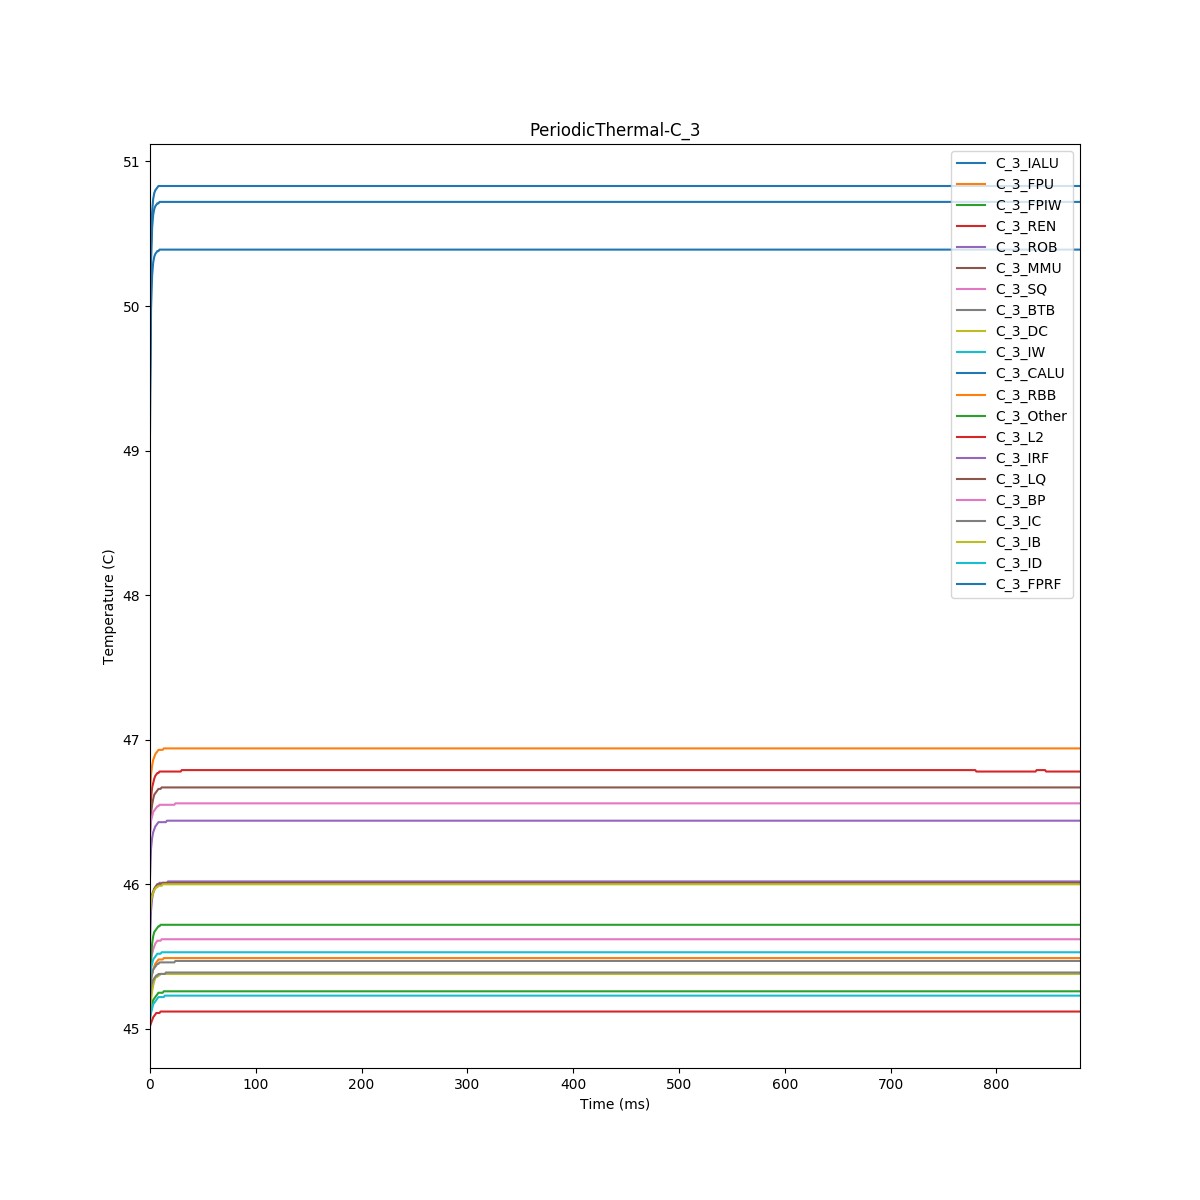 PeriodicThermal-C_3
51
50
49
48
47
46
45
Temperature (C)
0 100 200 300 400 500 600 700 800
Time (ms)
C_3_IALU
C_3_FPU
C_3_FPIW
C_3_REN
C_3_ROB
C_3_MMU
C_3_SQ
C_3_BTB
C_3_DC
C_3_IW
C_3_CALU
C_3_RBB
C_3_Other
C_3_L2
C_3_IRF
C_3_LQ
C_3_BP
C_3_IC
C_3_IB
C_3_ID
C_3_FPRF